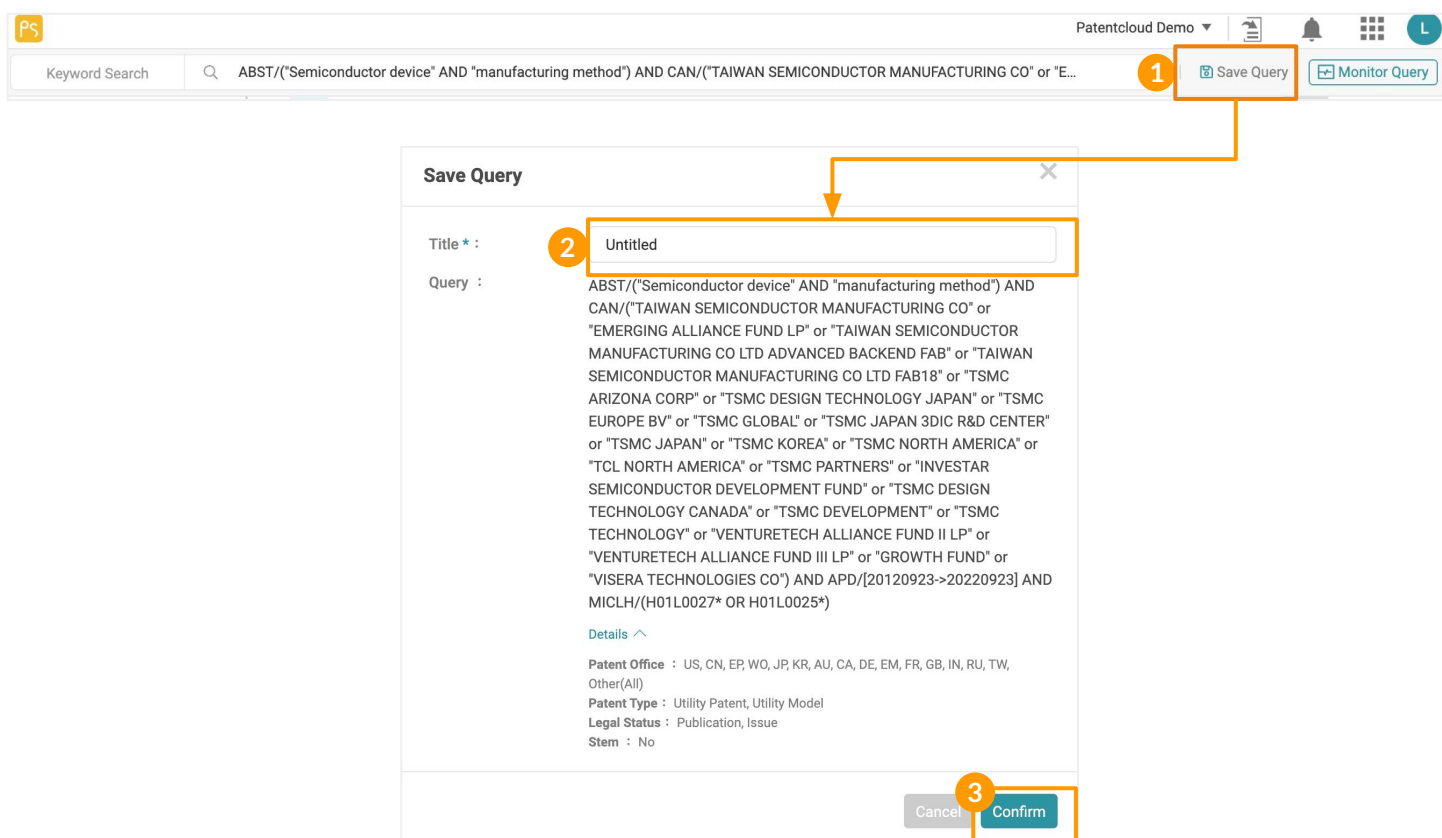 PS
Patentcloud Demo ▼
L
Keyword Search
ABST/("Semiconductor device" AND "manufacturing method") AND CAN/("TAIWAN SEMICONDUCTOR MANUFACTURING CO" or "E...
1
Save Query
Monitor Query
Save Query
Title * :
2
Untitled
Query :
ABST/("Semiconductor device" AND "manufacturing method") AND
CAN/("TAIWAN SEMICONDUCTOR MANUFACTURING CO" or
"EMERGING ALLIANCE FUND LP" or "TAIWAN SEMICONDUCTOR
MANUFACTURING CO LTD ADVANCED BACKEND FAB" or "TAIWAN
SEMICONDUCTOR MANUFACTURING CO LTD FAB18" or "TSMC
ARIZONA CORP" or "TSMC DESIGN TECHNOLOGY JAPAN" or "TSMC
EUROPE BV" or "TSMC GLOBAL" or "TSMC JAPAN 3DIC R&D CENTER"
or "TSMC JAPAN" or "TSMC KOREA" or "TSMC NORTH AMERICA" or
"TCL NORTH AMERICA" or "TSMC PARTNERS" or "INVESTAR
SEMICONDUCTOR DEVELOPMENT FUND" or "TSMC DESIGN
TECHNOLOGY CANADA" or "TSMC DEVELOPMENT" or "TSMC
TECHNOLOGY" or "VENTURETECH ALLIANCE FUND II LP" or
"VENTURETECH ALLIANCE FUND III LP" or "GROWTH FUND" or
"VISERA TECHNOLOGIES CO") AND APD/[20120923->20220923] AND
MICLH/(H01L0027* OR H01L0025*)
Details
Patent Office : US, CN, EP, WO, JP, KR, AU, CA, DE, EM, FR, GB, IN, RU, TW,
Other(All)
Patent Type : Utility Patent, Utility Model
Legal Status : Publication, Issue
Stem : No
Cancel
3
Confirm